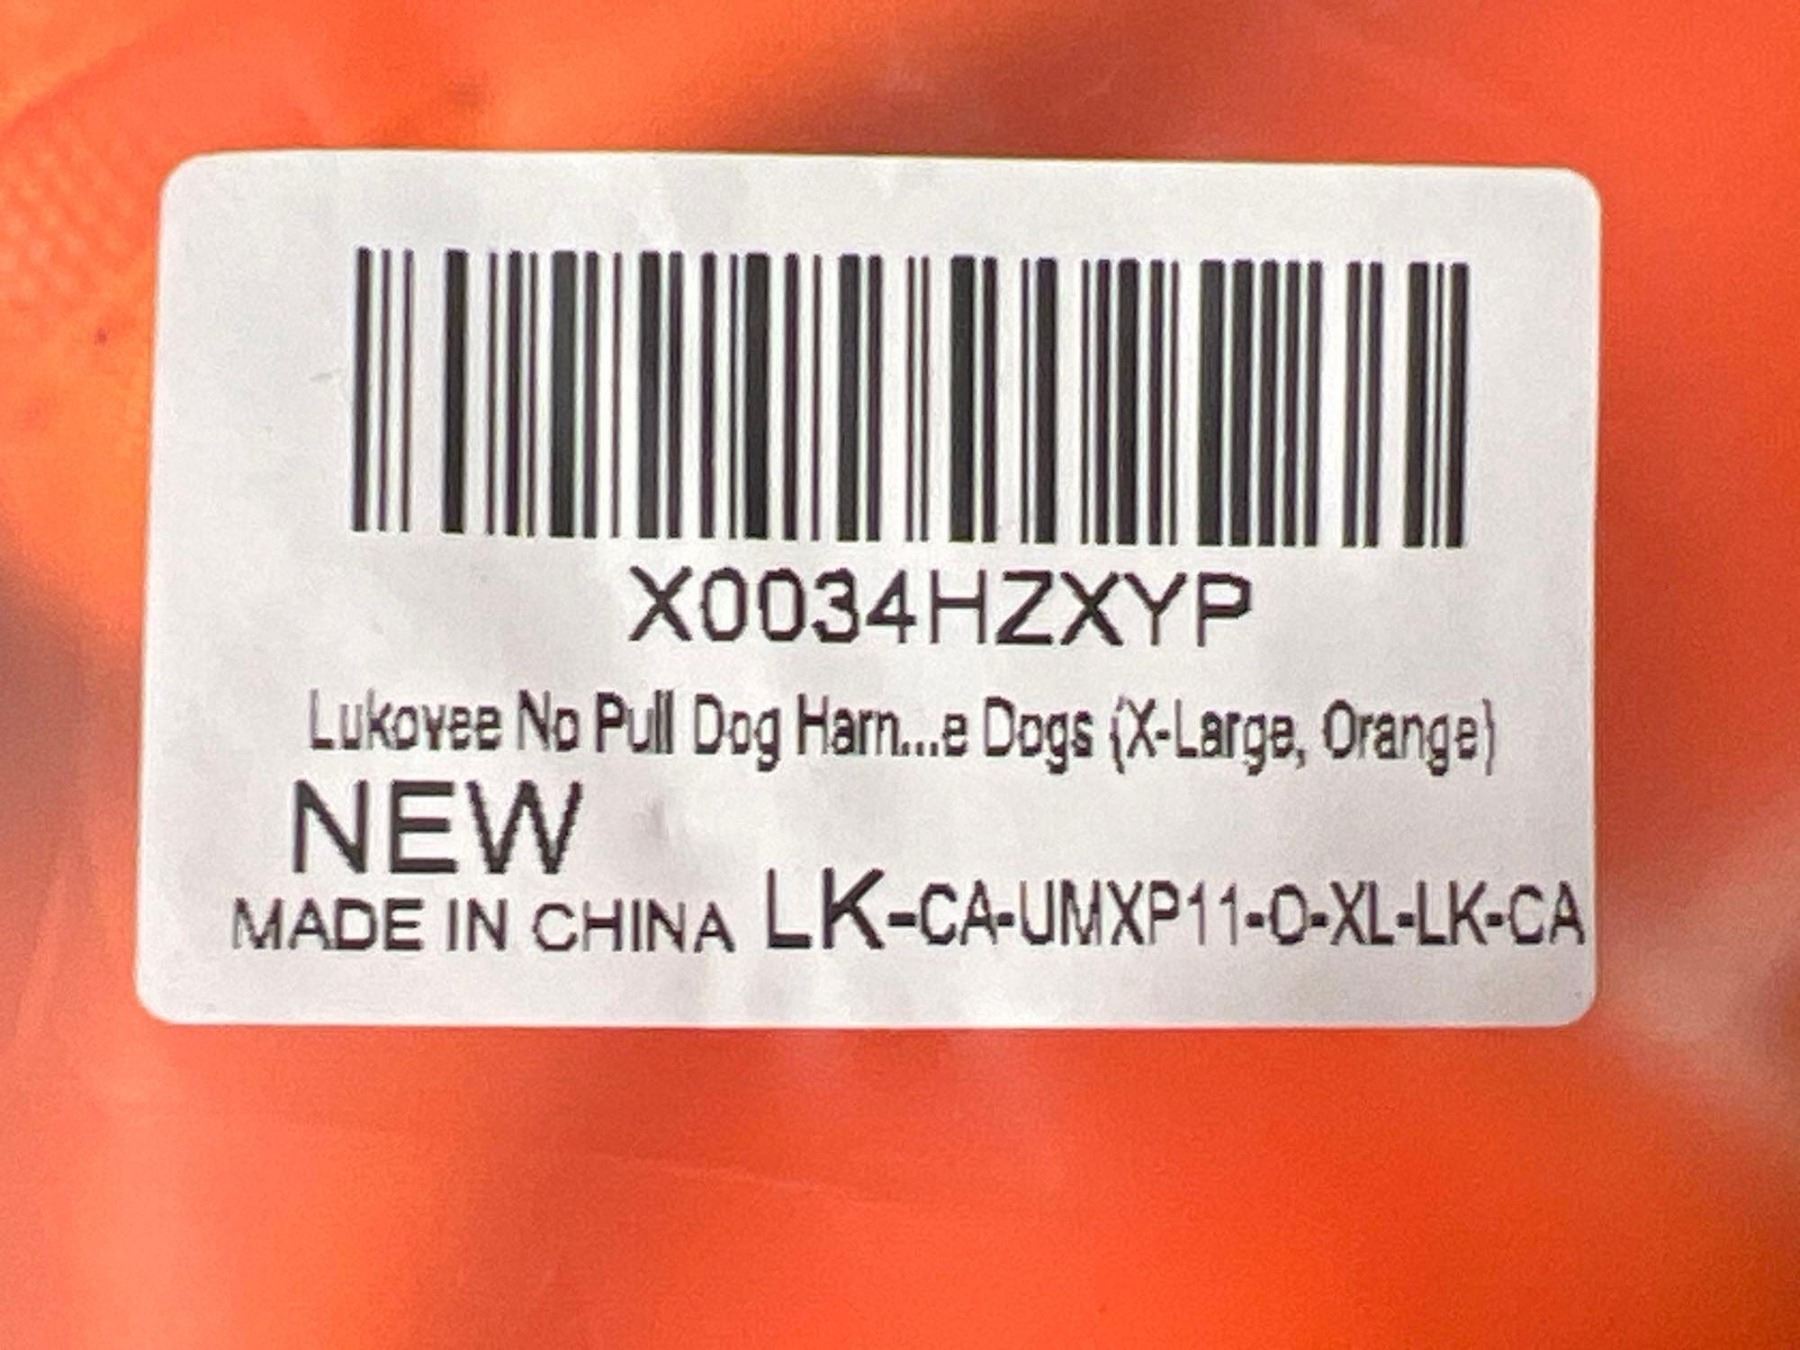 X0034HZXYP
Lukovee No Pull Dog Harn...e Dogs (X-Large, Orange)
NEW
MADE IN CHINA LK-CA-UMXP11-O-XL-LK-CA